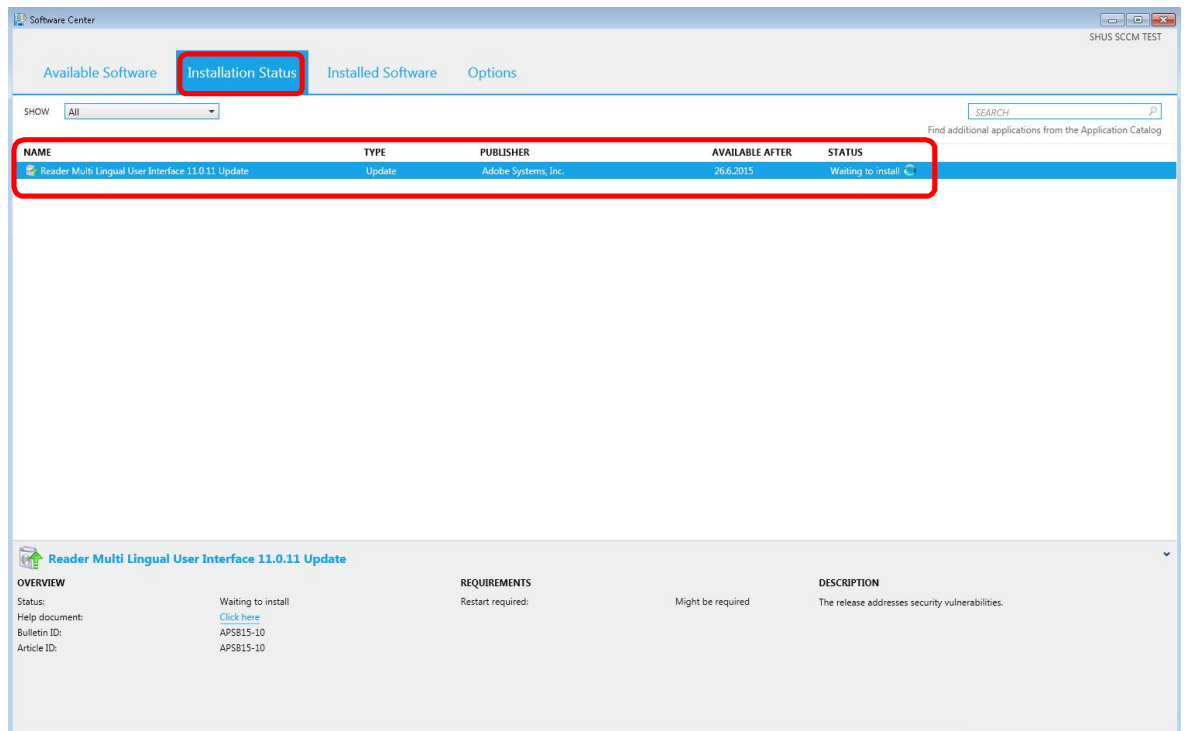 Software Center
SHUS SCCM TEST
Available Software Installation Status Installed Software Options
SHOW All SEARCH
Find additional applications from the Application Catalog
NAME TYPE PUBLISHER AVAILABLE AFTER STATUS
Reader Multi Lingual User Interface 11.0.11 Update Update Adobe Systems, Inc. 26.6.2015 Waiting to install
Reader Multi Lingual User Interface 11.0.11 Update
OVERVIEW REQUIREMENTS DESCRIPTION
Status: Waiting to install Restart required: Might be required The release addresses security vulnerabilities.
Help document: Click here
Bulletin ID: APSB15-10
Article ID: APSB15-10